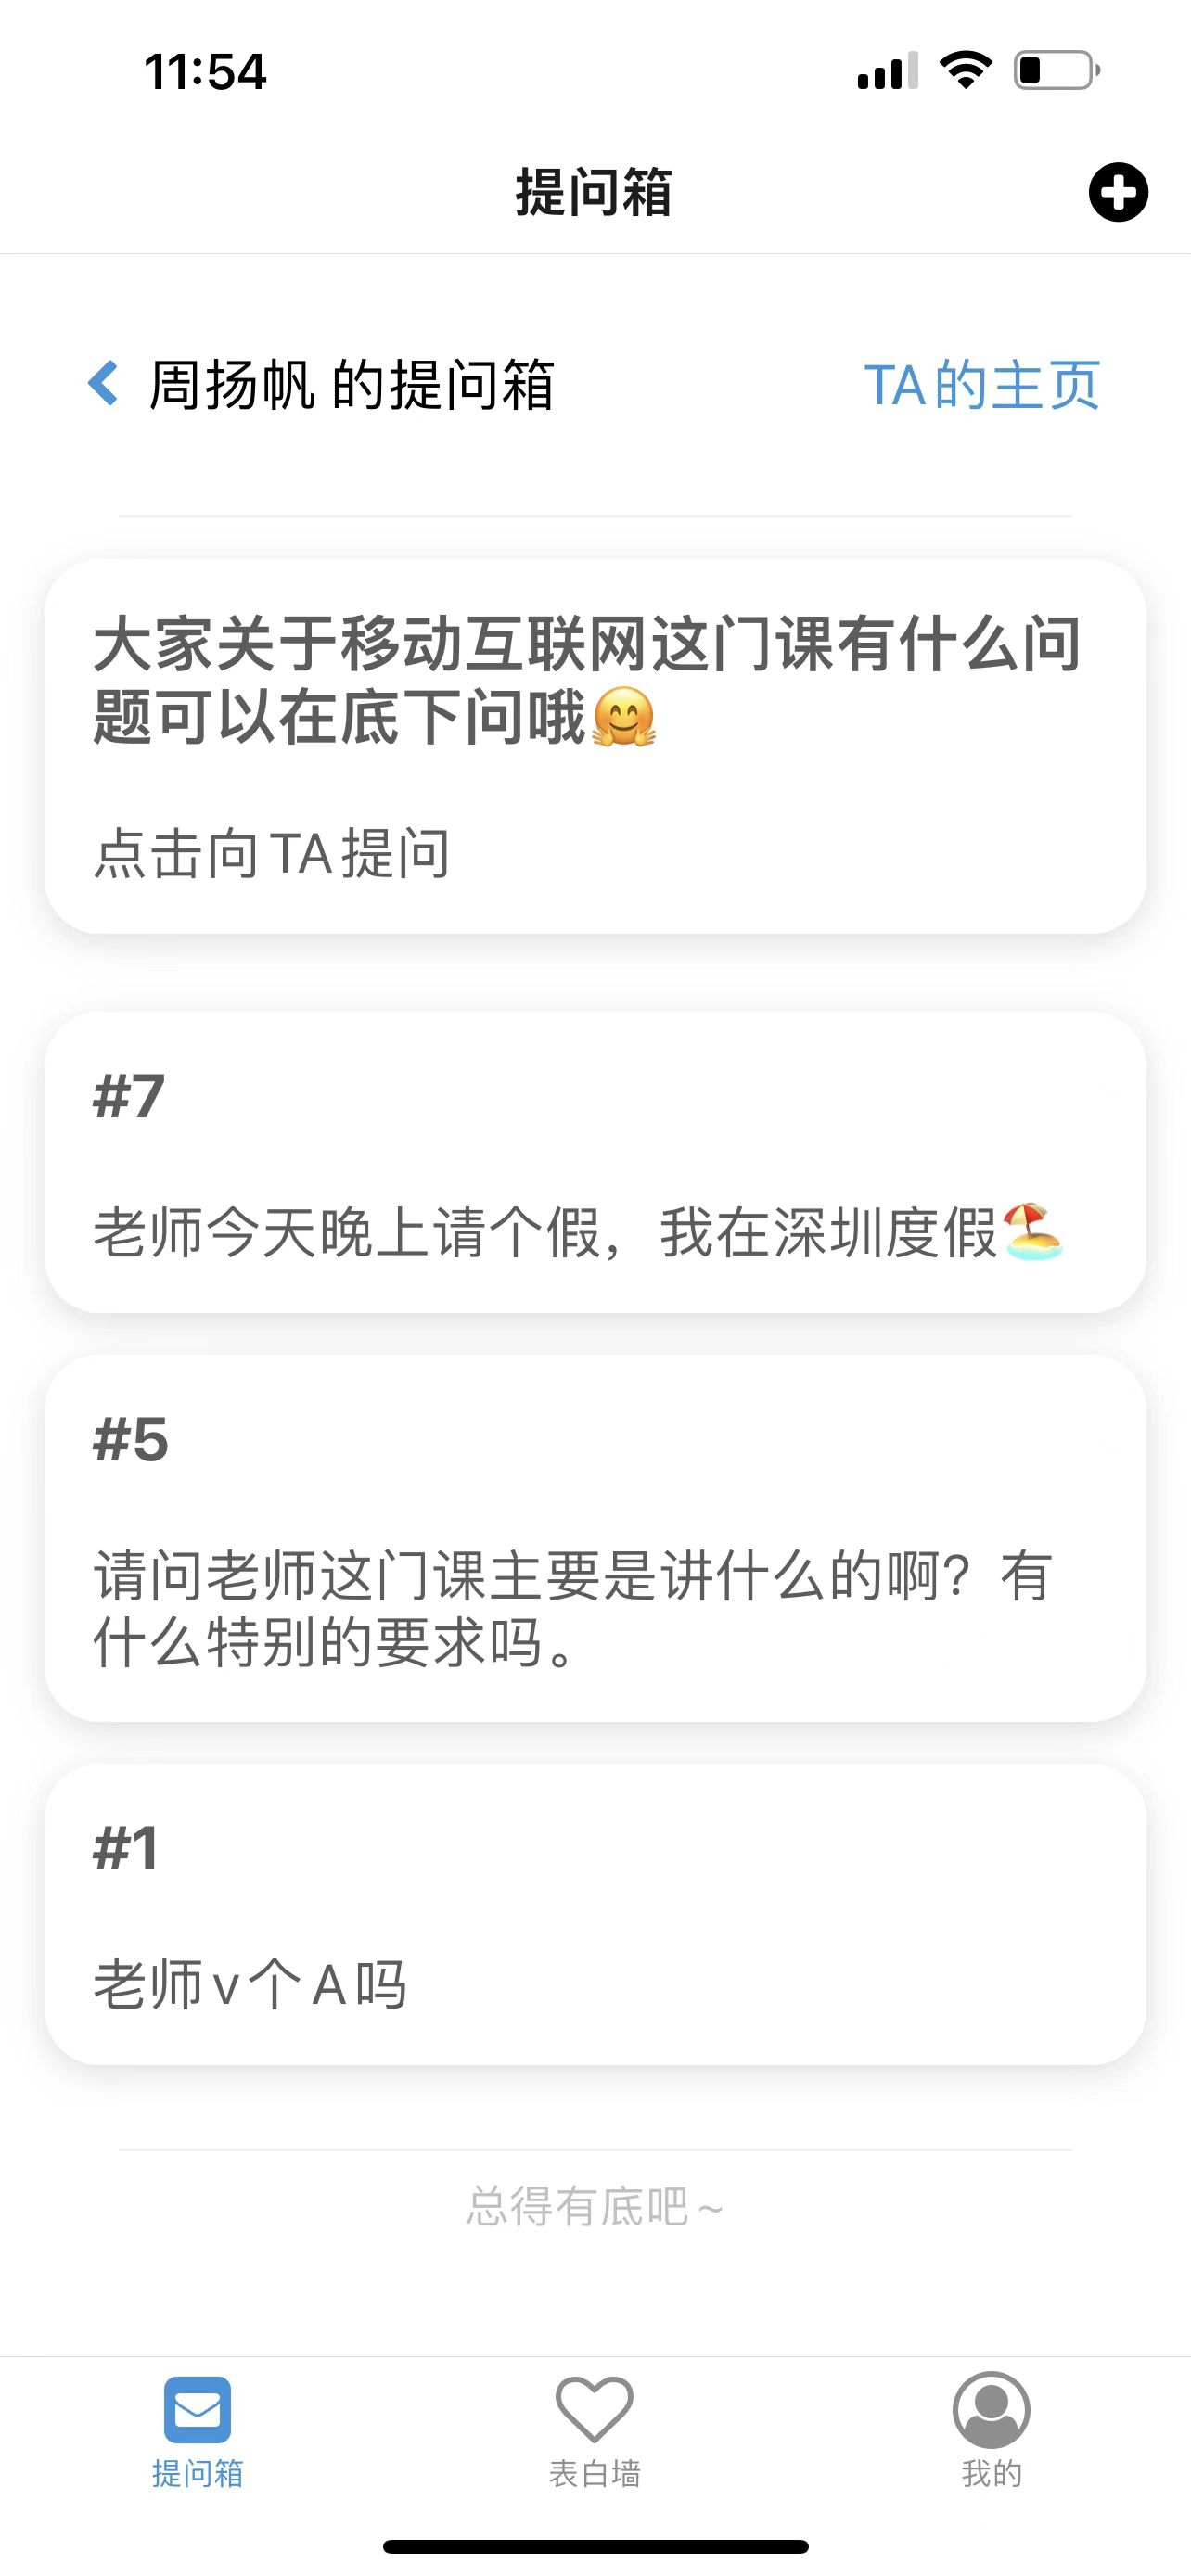 11:54
提问箱
周扬帆 的提问箱
TA的主页
大家关于移动互联网这门课有什么问
题可以在底下问哦🤗
点击向TA提问
#7
老师今天晚上请个假，我在深圳度假🏖️
#5
请问老师这门课主要是讲什么的啊？有
什么特别的要求吗。
#1
老师v个A吗
总得有底吧~
提问箱
表白墙
我的